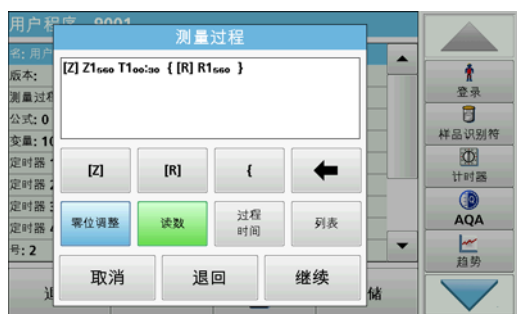 用户程序 9001
测量过程
名: 用户
版本:
测量过程
公式: 0
变量: 10
定时器 1
定时器 2
定时器 3
定时器 4
号: 2
[Z] Z1₅₆₀ T1₀₀:₃₀ { [R] R1₅₆₀ }
[Z] [R] { ←
零位调整 读数 过程时间 列表
取消 退回 继续
退 储
登录
样品识别符
计时器
AQA
趋势